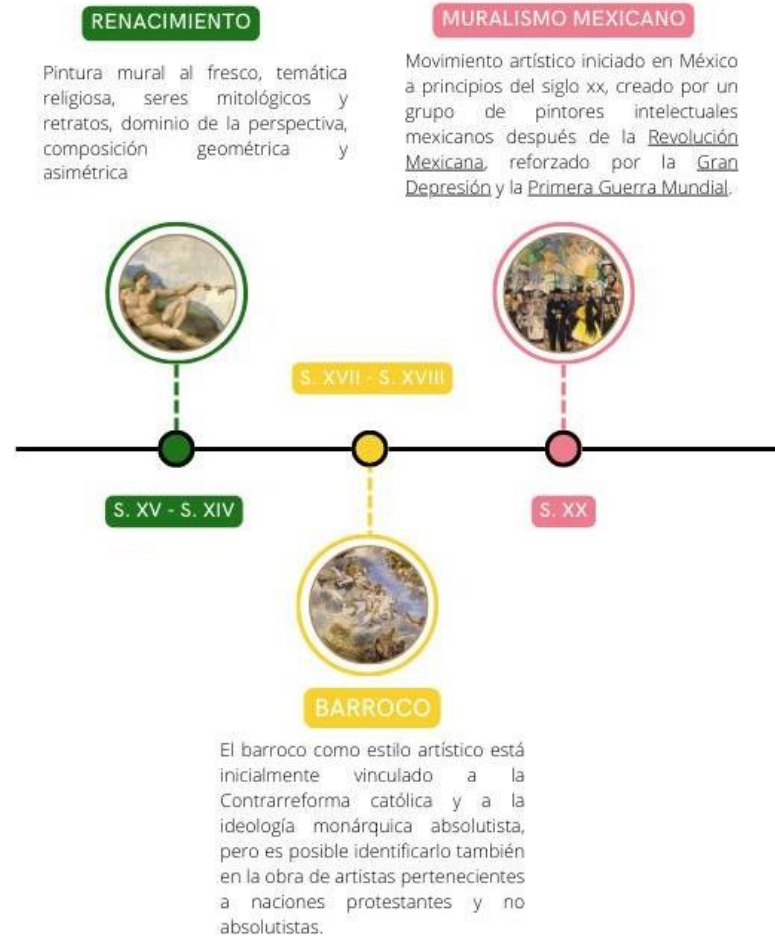 RENACIMIENTO
Pintura mural al fresco, temática
religiosa, seres mitológicos y
retratos, dominio de la perspectiva,
composición geométrica y
asimétrica
MURALISMO MEXICANO
Movimiento artístico iniciado en México
a principios del siglo xx, creado por un
grupo de pintores intelectuales
mexicanos después de la Revolución
Mexicana, reforzado por la Gran
Depresión y la Primera Guerra Mundial.
S. XVII - S. XVIII
S. XV - S. XIV
S. XX
BARROCO
El barroco como estilo artístico está
inicialmente vinculado a la
Contrarreforma católica y a la
ideología monárquica absolutista,
pero es posible identificarlo también
en la obra de artistas pertenecientes
a naciones protestantes y no
absolutistas.